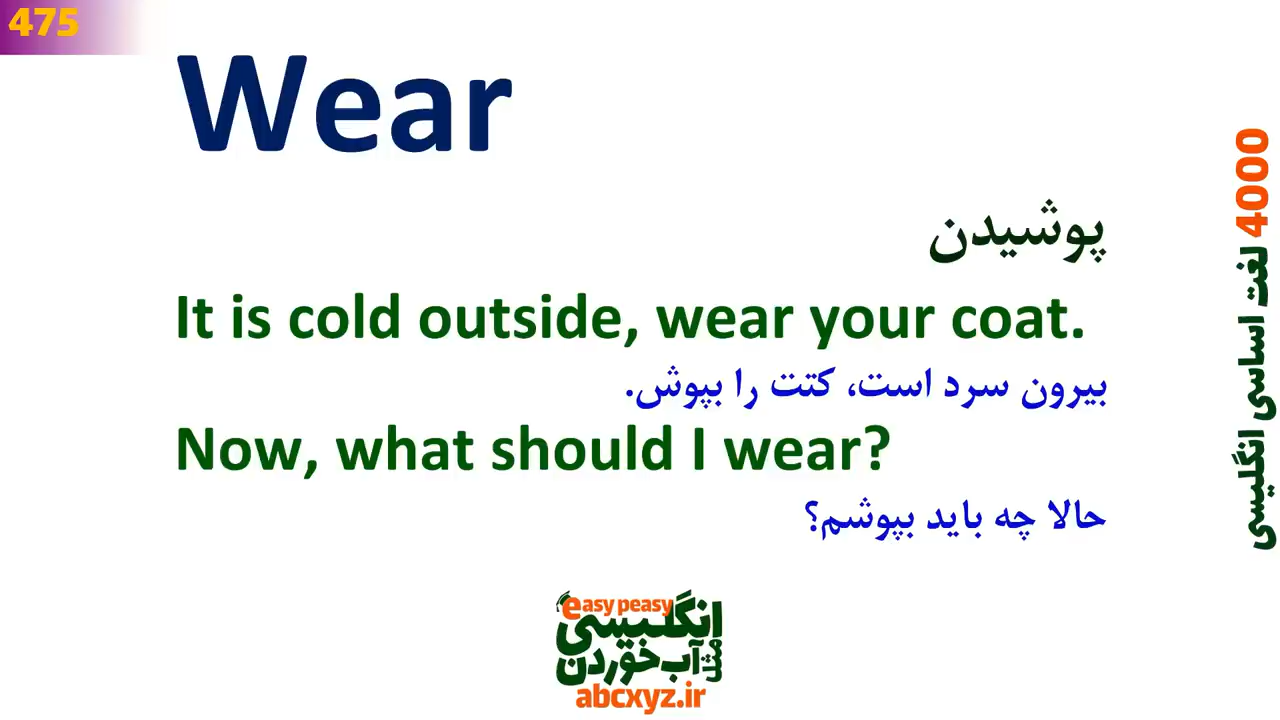 475
Wear
پوشیدن
It is cold outside, wear your coat.
بیرون سرد است، کتت را بپوش.
Now, what should I wear?
حالا چه باید بپوشم؟
4000 لغت اساسی انگلیسی
easy peasy
انگلیسی
مثل آب خوردن
abcxyz.ir